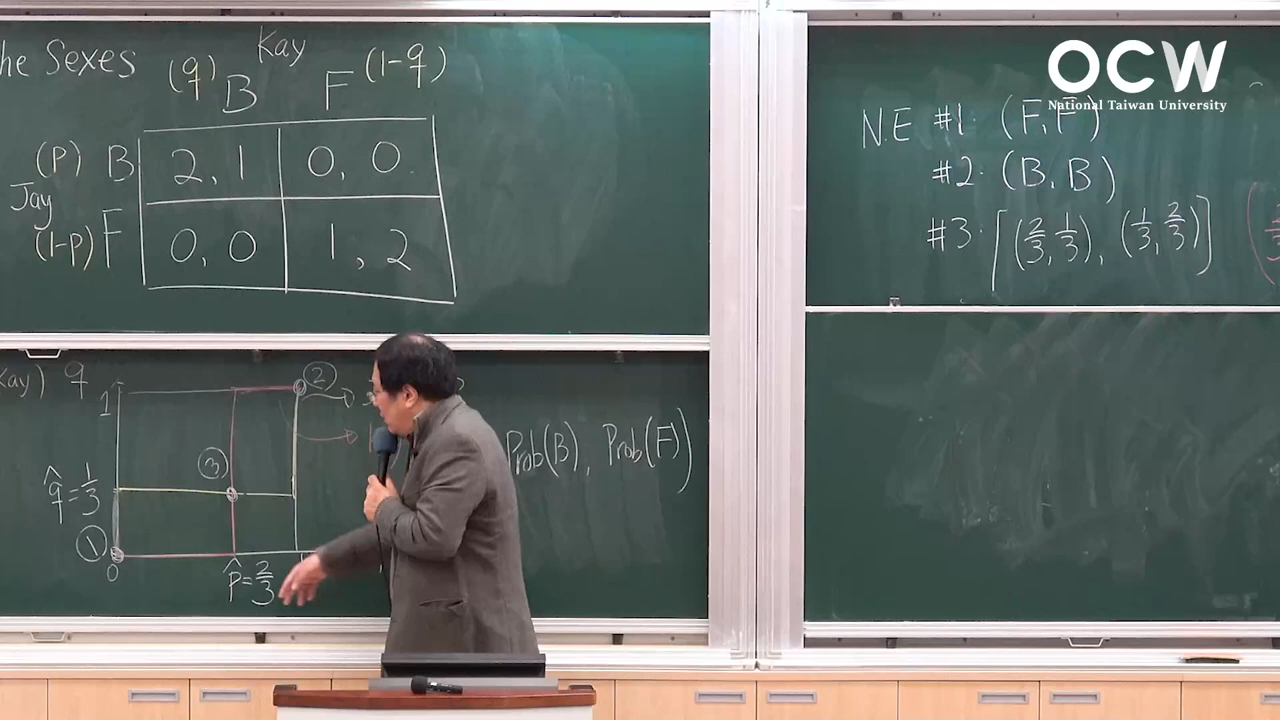 he Sexes
Kay
(q) B F (1-q)
(P) B 2, 1 0, 0
Jay
(1-P) F 0, 0 1, 2
Kay) q
1
②
③
q̂=1/3
①
0
p̂=2/3
Prob(B), Prob(F))
OCW
National Taiwan University
N.E #1. (F, F)
#2. (B, B)
#3. [(2/3, 1/3), (1/3, 2/3)]